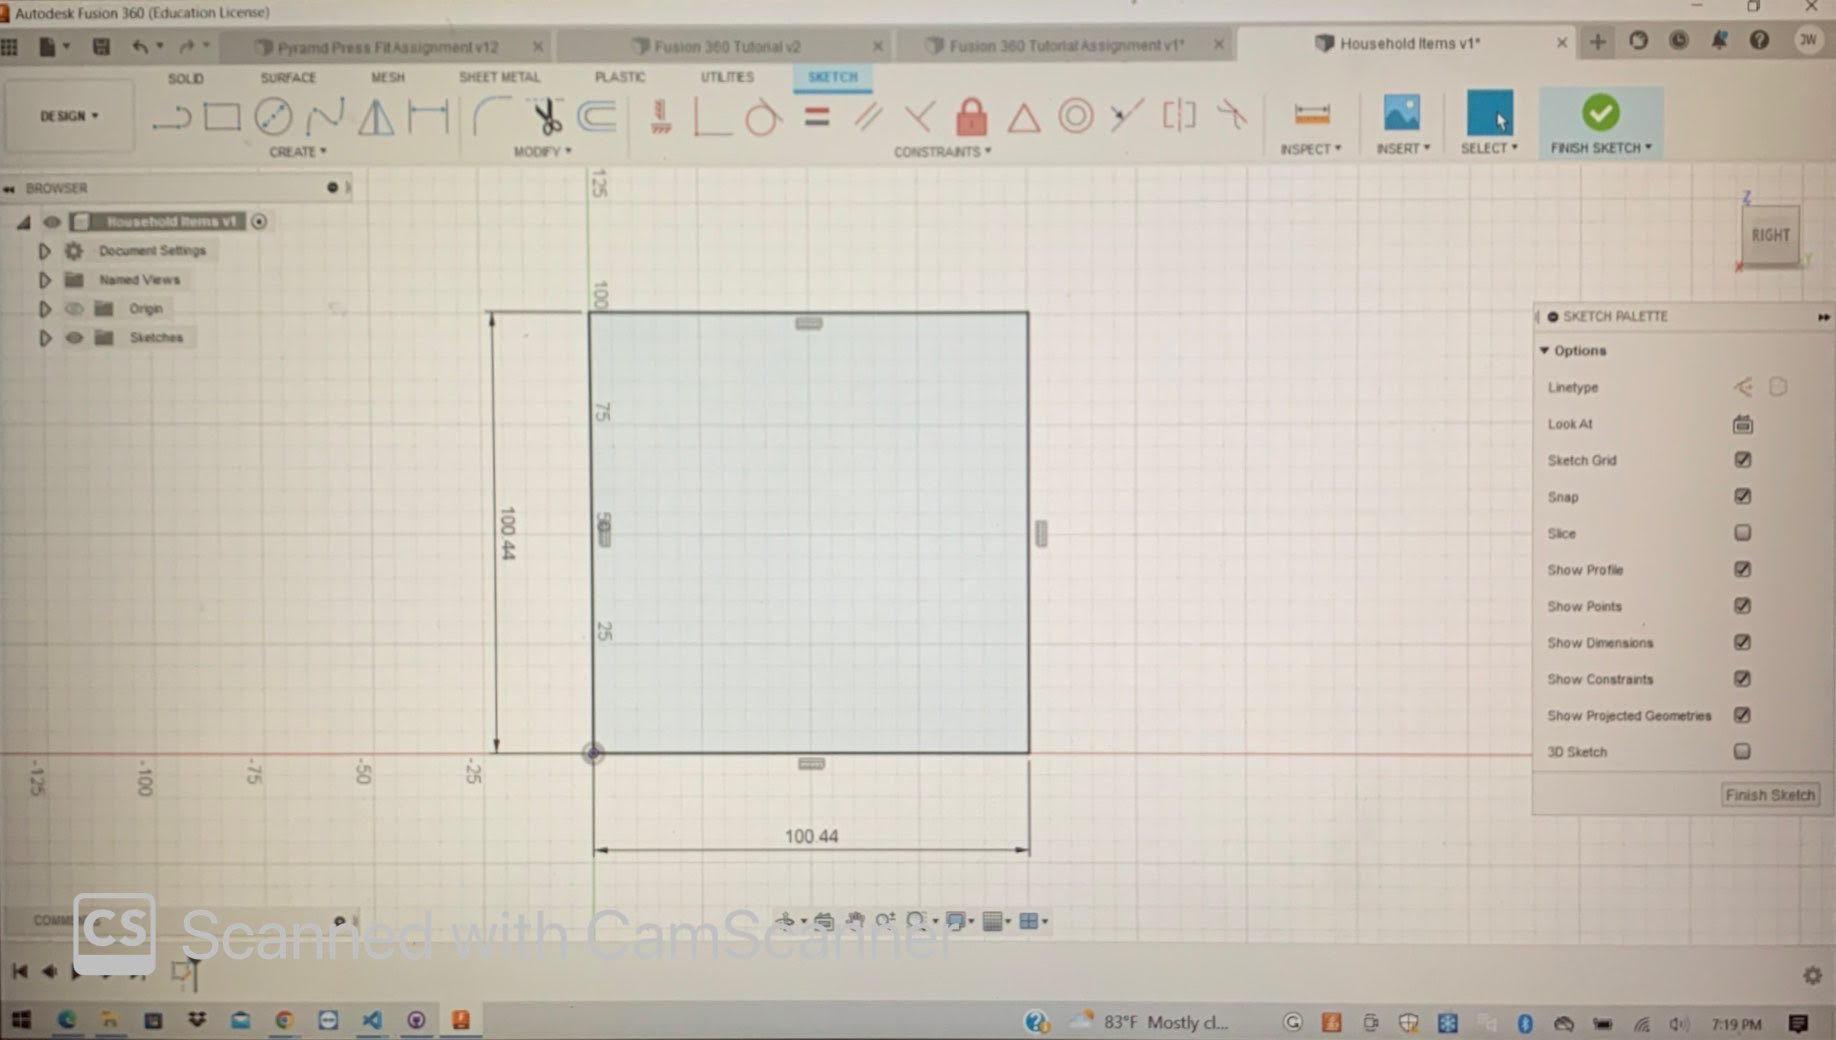 Autodesk Fusion 360 (Education License)
Pyramd Press Fit Assignment v12
Fusion 360 Tutorial v2
Fusion 360 Tutorial Assignment v1*
Household Items v1*
JW
SOLID SURFACE MESH SHEET METAL PLASTIC UTILITIES SKETCH
DESIGN
CREATE MODIFY CONSTRAINTS INSPECT INSERT SELECT FINISH SKETCH
BROWSER
Household Items v1
Document Settings
Named Views
Origin
Sketches
125
100
75
50
25
-125
-100
-75
-50
-25
100.44
100.44
Z
RIGHT
X
Y
SKETCH PALETTE
Options
Linetype
Look At
Sketch Grid
Snap
Slice
Show Profile
Show Points
Show Dimensions
Show Constraints
Show Projected Geometries
3D Sketch
Finish Sketch
CS Scanned with CamScanner
83°F Mostly cl...
7:19 PM